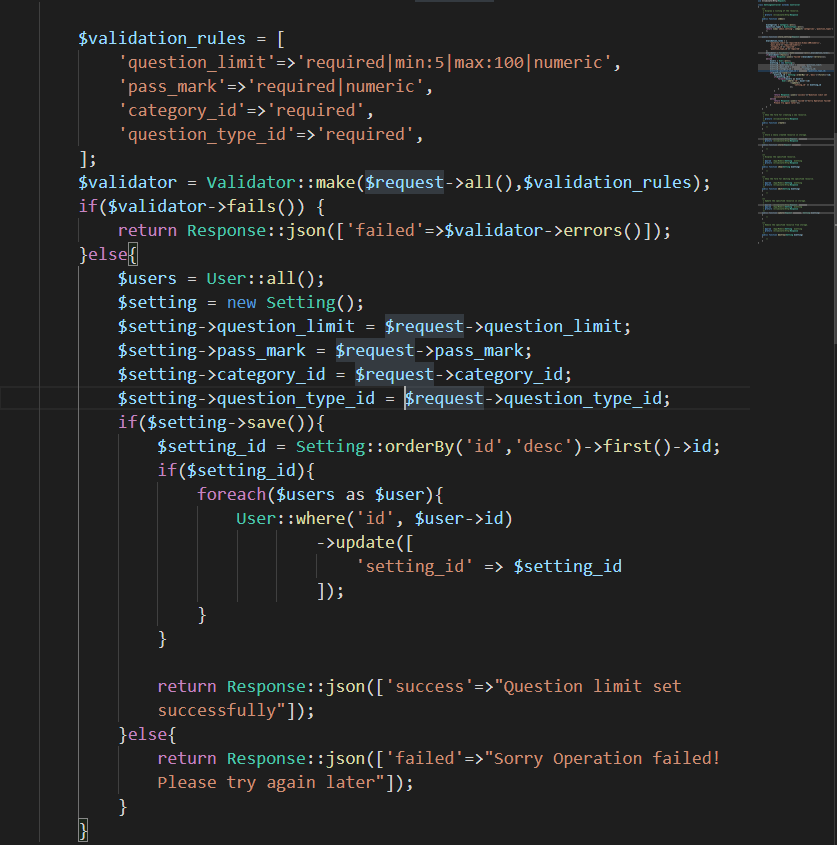 $validation_rules = [
'question_limit'=>'required|min:5|max:100|numeric',
'pass_mark'=>'required|numeric',
'category_id'=>'required',
'question_type_id'=>'required',
];
$validator = Validator::make($request->all(),$validation_rules);
if($validator->fails()) {
return Response::json(['failed'=>$validator->errors()]);
}else{
$users = User::all();
$setting = new Setting();
$setting->question_limit = $request->question_limit;
$setting->pass_mark = $request->pass_mark;
$setting->category_id = $request->category_id;
$setting->question_type_id = $request->question_type_id;
if($setting->save()){
$setting_id = Setting::orderBy('id','desc')->first()->id;
if($setting_id){
foreach($users as $user){
User::where('id', $user->id)
->update([
'setting_id' => $setting_id
]);
}
}
return Response::json(['success'=>"Question limit set
successfully"]);
}else{
return Response::json(['failed'=>"Sorry Operation failed!
Please try again later"]);
}
}